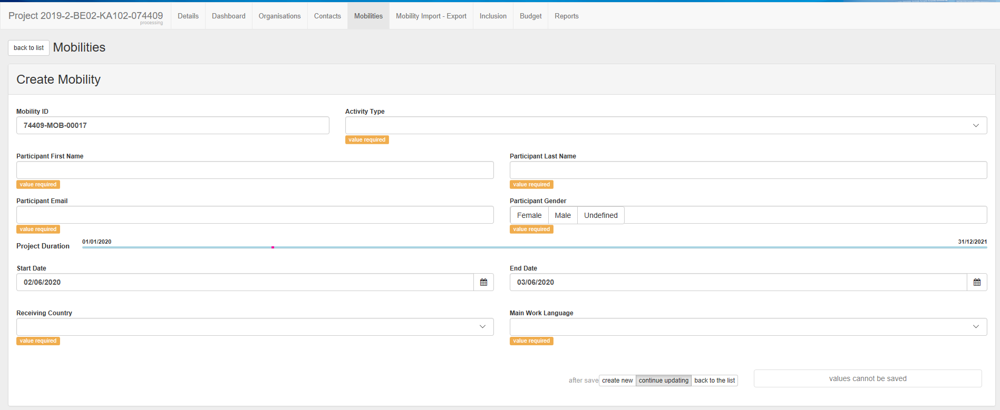 Project 2019-2-BE02-KA102-074409
processing
Details
Dashboard
Organisations
Contacts
Mobilities
Mobility Import - Export
Inclusion
Budget
Reports
back to list
Mobilities
Create Mobility
Mobility ID
74409-MOB-00017
Activity Type
value required
Participant First Name
value required
Participant Last Name
value required
Participant Email
value required
Participant Gender
Female Male Undefined
value required
Project Duration
01/01/2020
31/12/2021
Start Date
02/06/2020
End Date
03/06/2020
Receiving Country
value required
Main Work Language
value required
after save create new continue updating back to the list
values cannot be saved